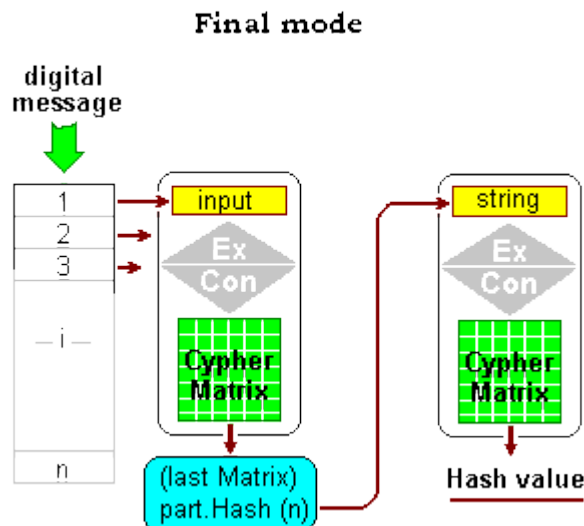 Final mode
digital
message
1
2
3
i
n
input
Ex
Con
Cypher
Matrix
(last Matrix)
part.Hash (n)
string
Ex
Con
Cypher
Matrix
Hash value